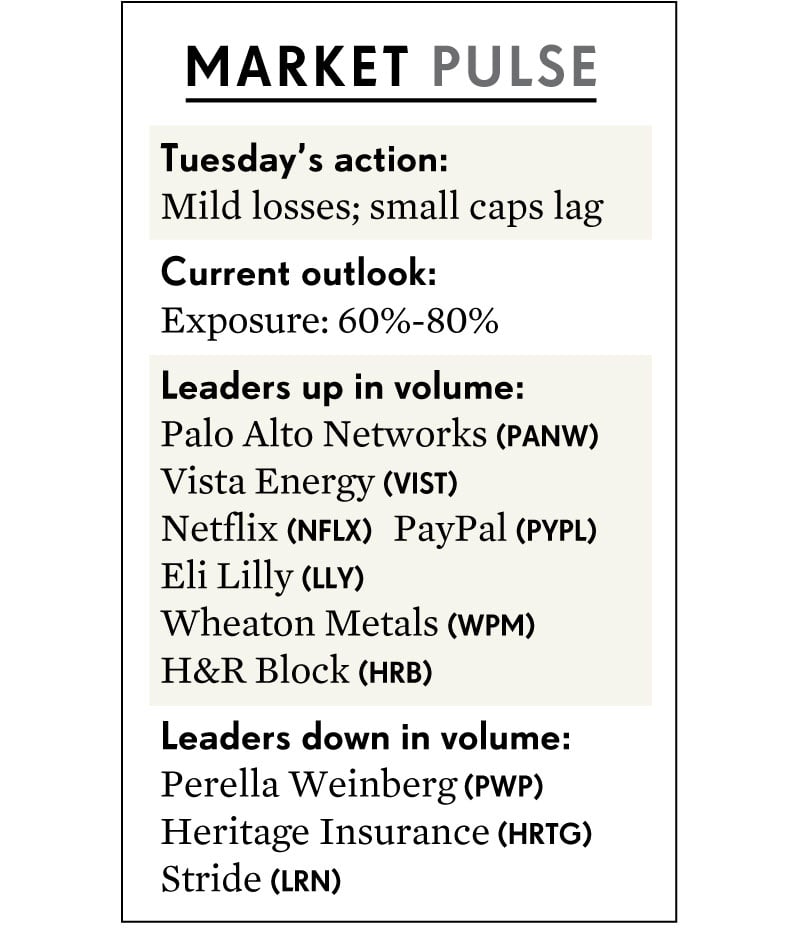 MARKET PULSE
Tuesday's action:
Mild losses; small caps lag
Current outlook:
Exposure: 60%-80%
Leaders up in volume:
Palo Alto Networks (PANW)
Vista Energy (VIST)
Netflix (NFLX) PayPal (PYPL)
Eli Lilly (LLY)
Wheaton Metals (WPM)
H&R Block (HRB)
Leaders down in volume:
Perella Weinberg (PWP)
Heritage Insurance (HRTG)
Stride (LRN)